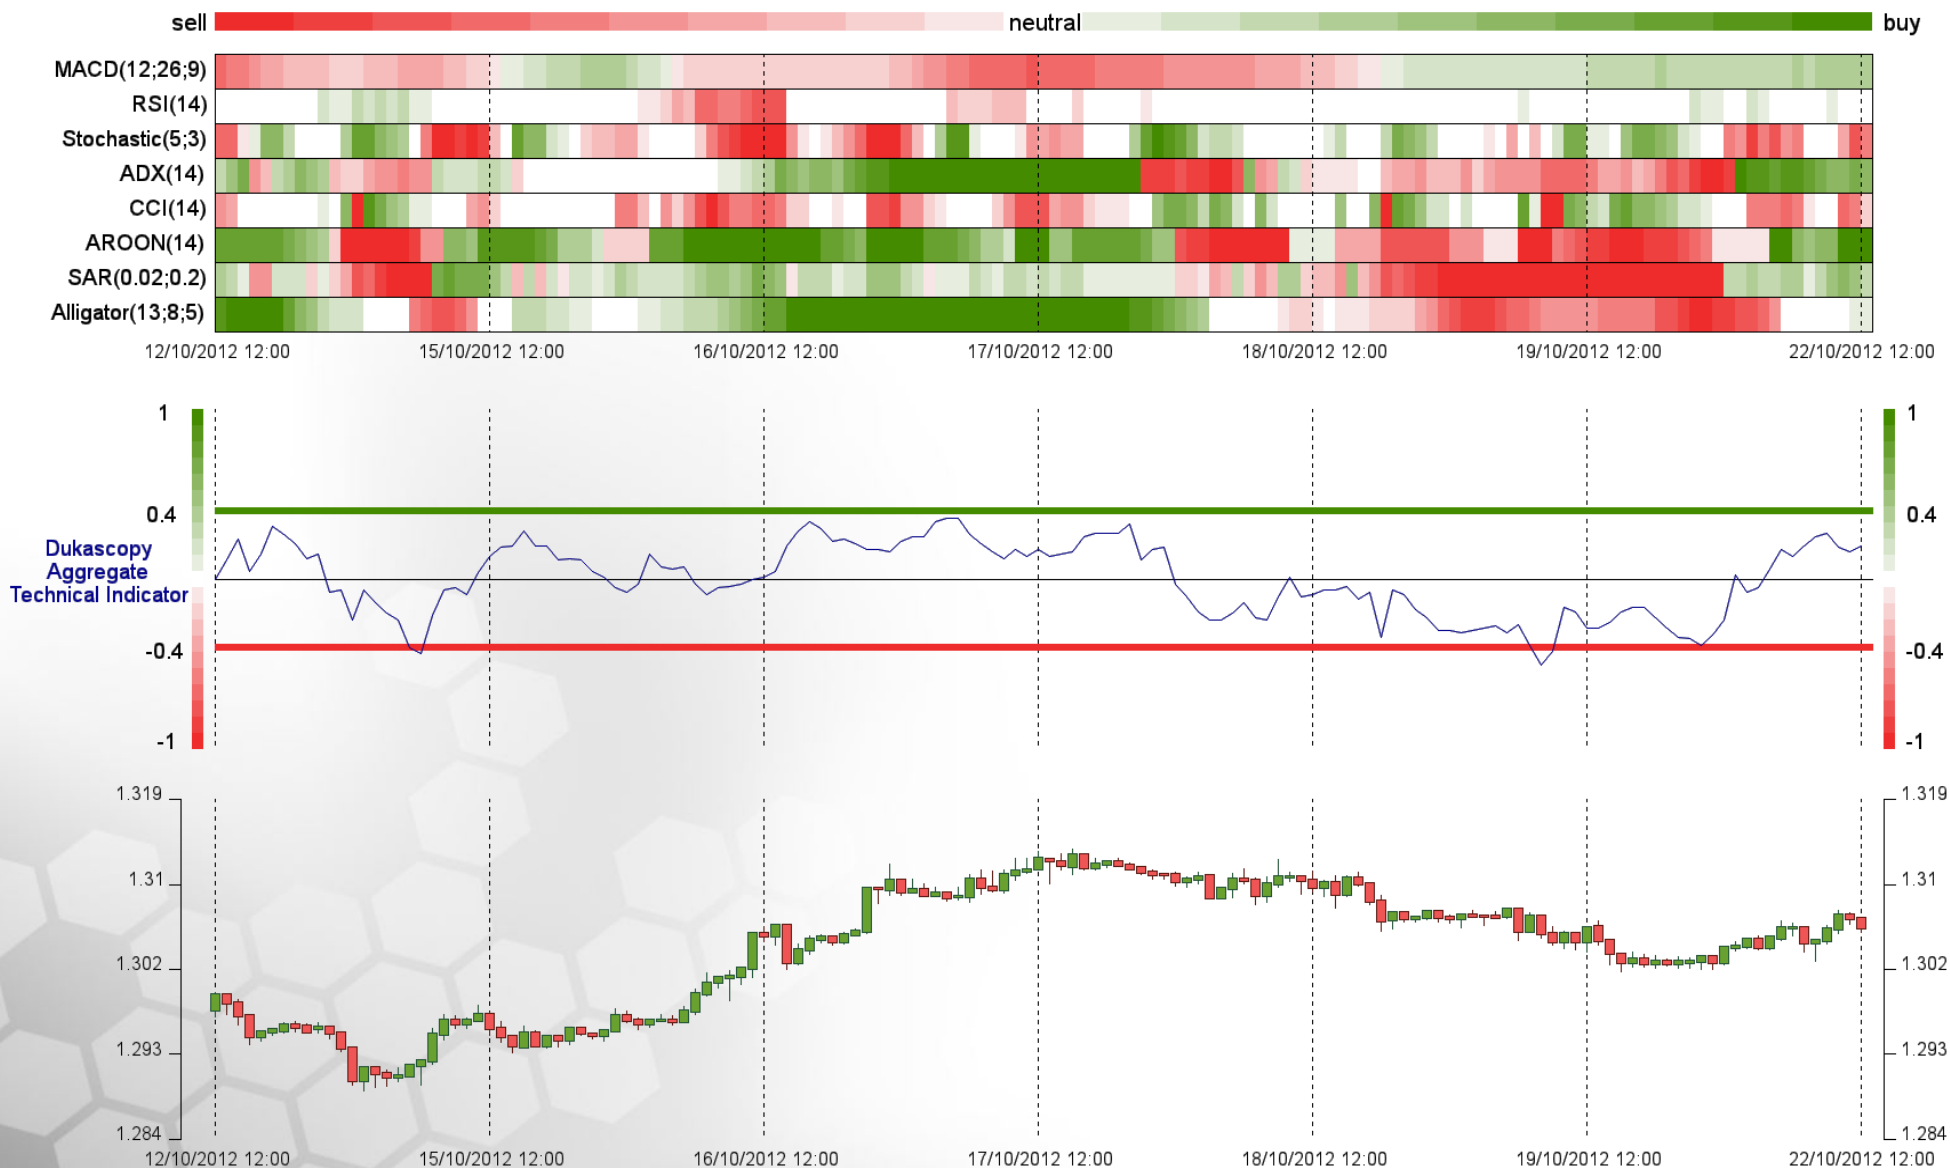 sell neutral buy
MACD(12;26;9)
RSI(14)
Stochastic(5;3)
ADX(14)
CCI(14)
AROON(14)
SAR(0.02;0.2)
Alligator(13;8;5)
12/10/2012 12:00 15/10/2012 12:00 16/10/2012 12:00 17/10/2012 12:00 18/10/2012 12:00 19/10/2012 12:00 22/10/2012 12:00
1 1
0.4 0.4
Dukascopy
Aggregate
Technical Indicator
-0.4 -0.4
-1 -1
1.319 1.319
1.31 1.31
1.302 1.302
1.293 1.293
1.284 1.284
12/10/2012 12:00 15/10/2012 12:00 16/10/2012 12:00 17/10/2012 12:00 18/10/2012 12:00 19/10/2012 12:00 22/10/2012 12:00